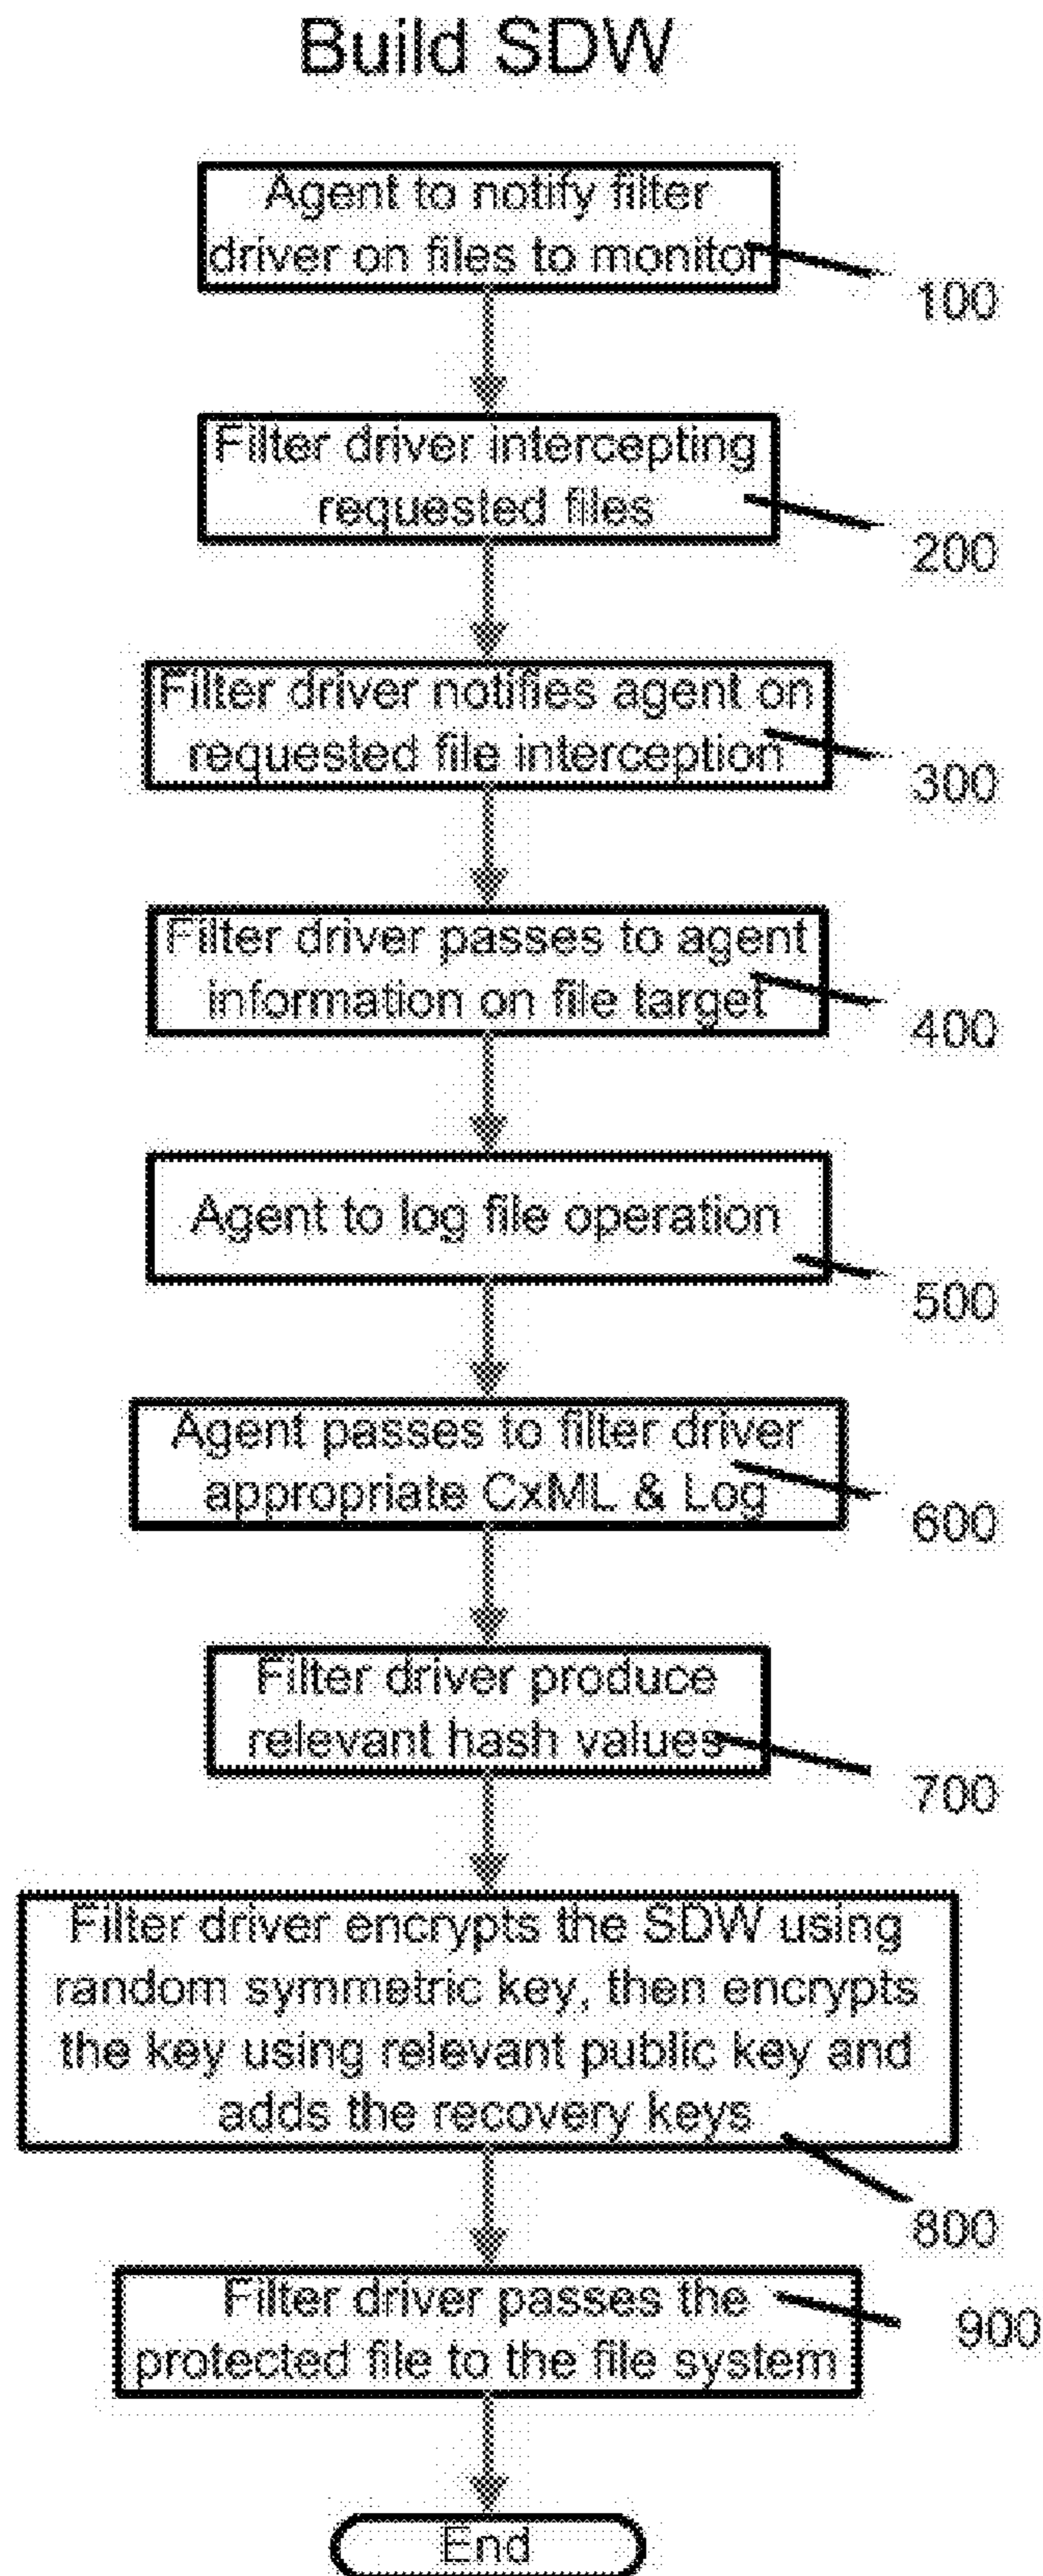 Build SDW
Agent to notify filter
driver on files to monitor
100
Filter driver intercepting
requested files
200
Filter driver notifies agent on
requested file interception
300
Filter driver passes to agent
information on file target
400
Agent to log file operation
500
Agent passes to filter driver
appropriate CxML & Log
600
Filter driver produce
relevant hash values
700
Filter driver encrypts the SDW using
random symmetric key, then encrypts
the key using relevant public key and
adds the recovery keys
800
Filter driver passes the
protected file to the file system
900
End